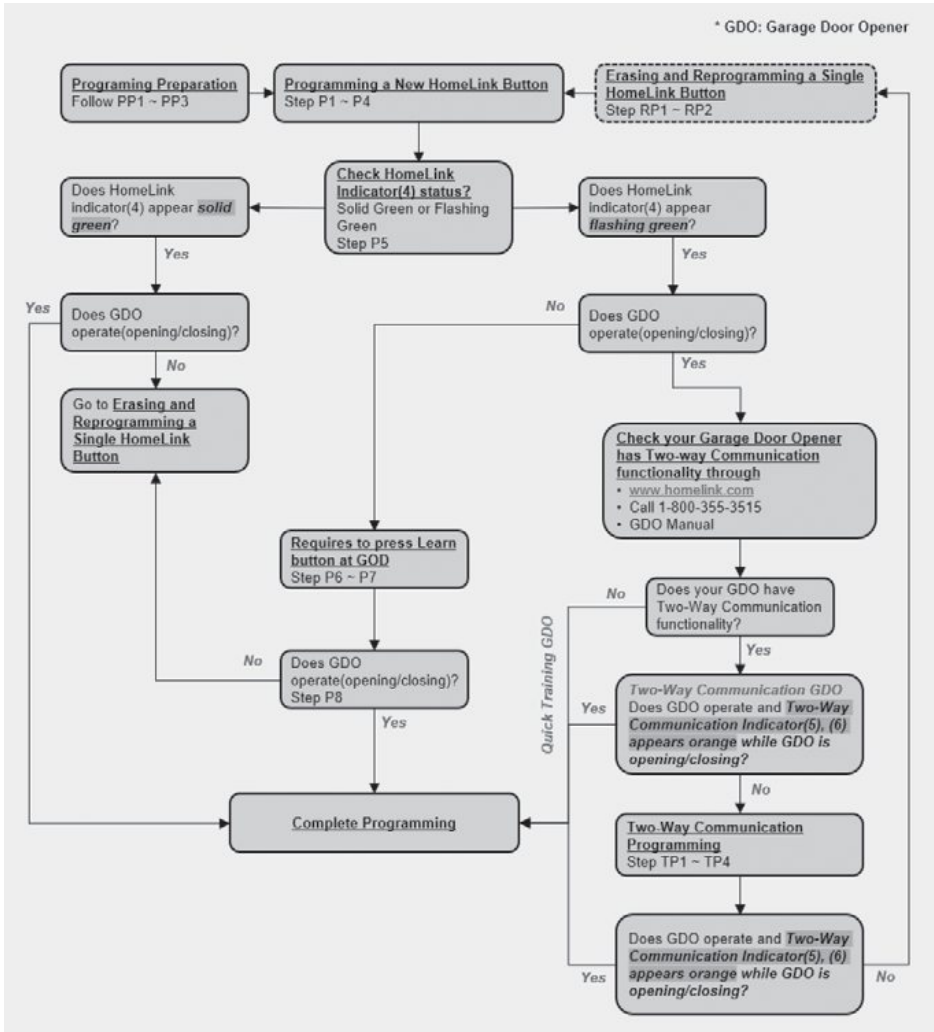 * GDO: Garage Door Opener
Programing Preparation
Follow PP1 ~ PP3
Programming a New HomeLink Button
Step P1 ~ P4
Erasing and Reprogramming a Single
HomeLink Button
Step RP1 ~ RP2
Check HomeLink
Indicator(4) status?
Solid Green or Flashing
Green
Step P5
Does HomeLink
Indicator(4) appear solid
green?
Does HomeLink
Indicator(4) appear
flashing green?
Yes
Yes
Yes
Does GDO
operate(opening/closing)?
No
Does GDO
operate(opening/closing)?
No
Yes
Go to Erasing and
Reprogramming a
Single HomeLink
Button
Check your Garage Door Opener
has Two-way Communication
functionality through
• www.homelink.com
• Call 1-800-355-3515
• GDO Manual
Requires to press Learn
button at GOD
Step P6 ~ P7
No
Does your GDO have
Two-Way Communication
functionality?
Yes
Quick Training GDO
No
Does GDO
operate(opening/closing)?
Step P8
Yes
Two-Way Communication GDO
Does GDO operate and Two-Way
Communication Indicator(5), (6)
appears orange while GDO is
opening/closing?
Yes
No
Complete Programming
Two-Way Communication
Programming
Step TP1 ~ TP4
Does GDO operate and Two-Way
Communication Indicator(5), (6)
appears orange while GDO is
opening/closing?
Yes
No